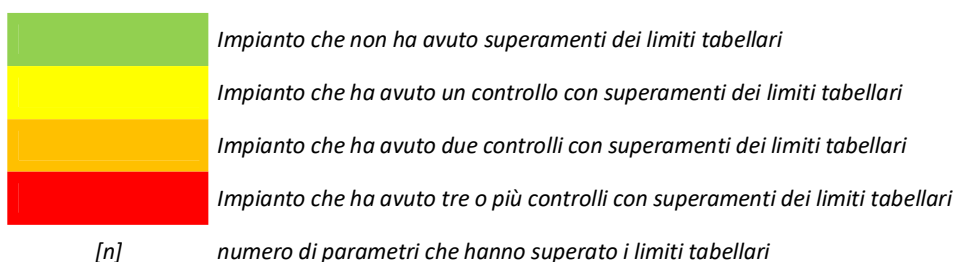 Impianto che non ha avuto superamenti dei limiti tabellari
Impianto che ha avuto un controllo con superamenti dei limiti tabellari
Impianto che ha avuto due controlli con superamenti dei limiti tabellari
Impianto che ha avuto tre o più controlli con superamenti dei limiti tabellari
[n] numero di parametri che hanno superato i limiti tabellari